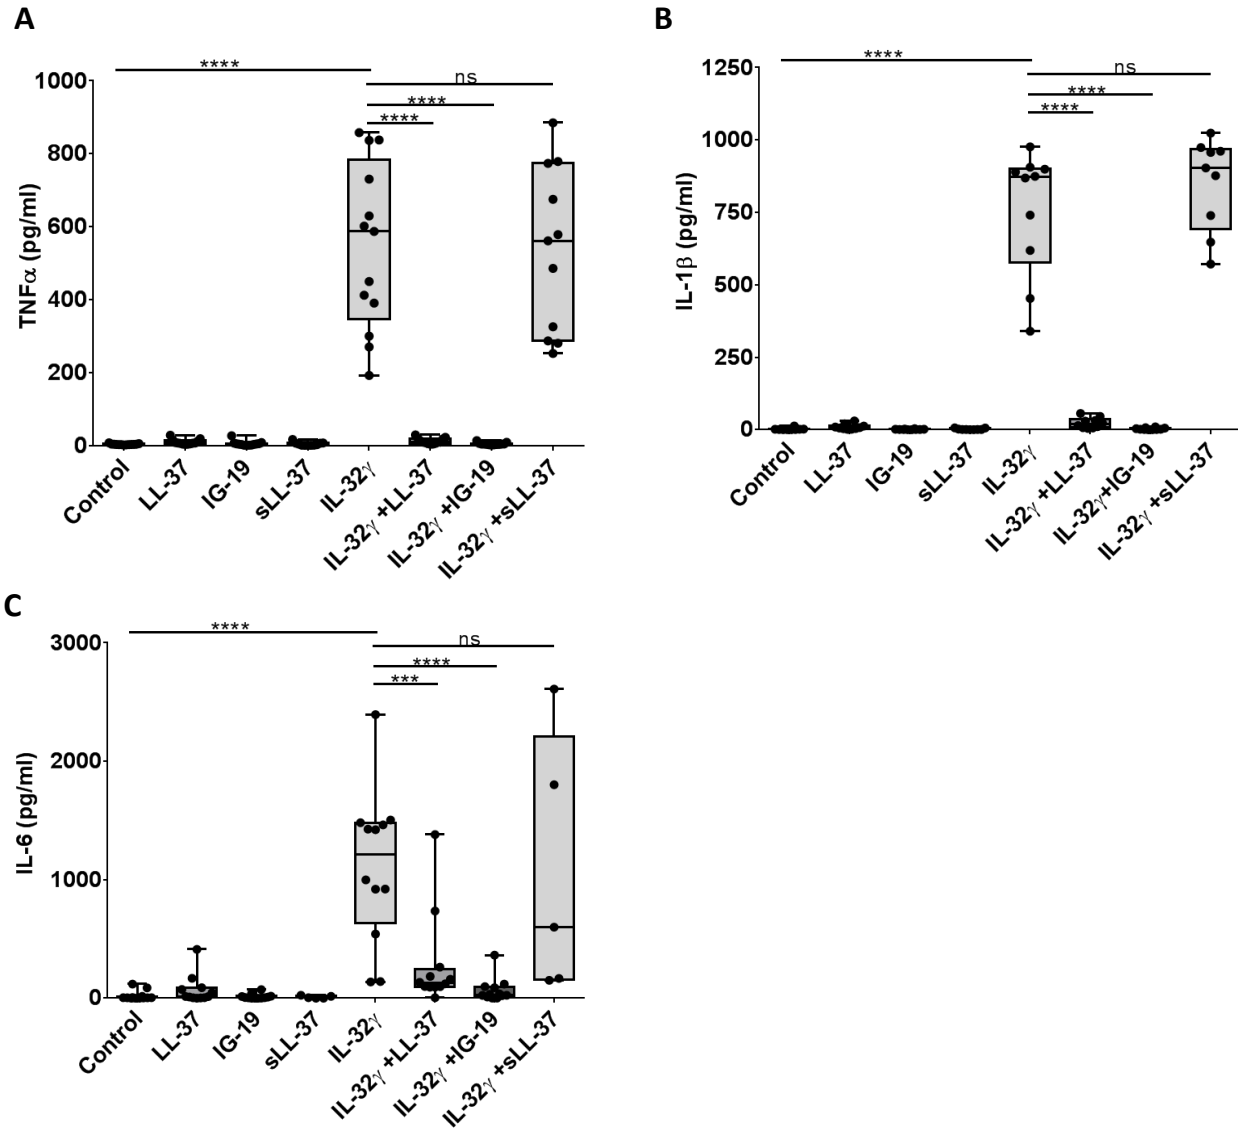 A
****
ns
****
****
TNFα (pg/ml)
1000
800
600
400
200
0
Control
LL-37
IG-19
sLL-37
IL-32γ
IL-32γ +LL-37
IL-32γ +IG-19
IL-32γ +sLL-37
B
****
ns
****
****
IL-1β (pg/ml)
1250
1000
750
500
250
0
Control
LL-37
IG-19
sLL-37
IL-32γ
IL-32γ +LL-37
IL-32γ+IG-19
IL-32γ +sLL-37
C
****
ns
****
***
IL-6 (pg/ml)
3000
2000
1000
0
Control
LL-37
IG-19
sLL-37
IL-32γ
IL-32γ +LL-37
IL-32γ +IG-19
IL-32γ +sLL-37